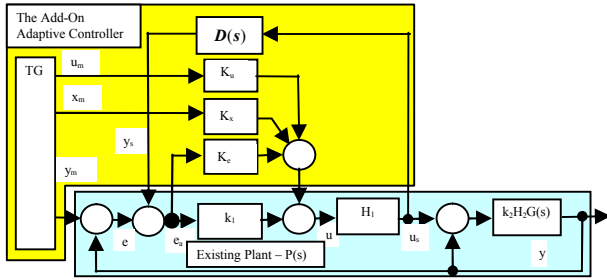 The Add-On
Adaptive Controller
D(s)
TG
uₘ
Kᵤ
xₘ
Kₓ
yₛ
Kₑ
yₘ
k₁
H₁
k₂H₂G(s)
e
eₐ
u
uₛ
y
Existing Plant – P(s)